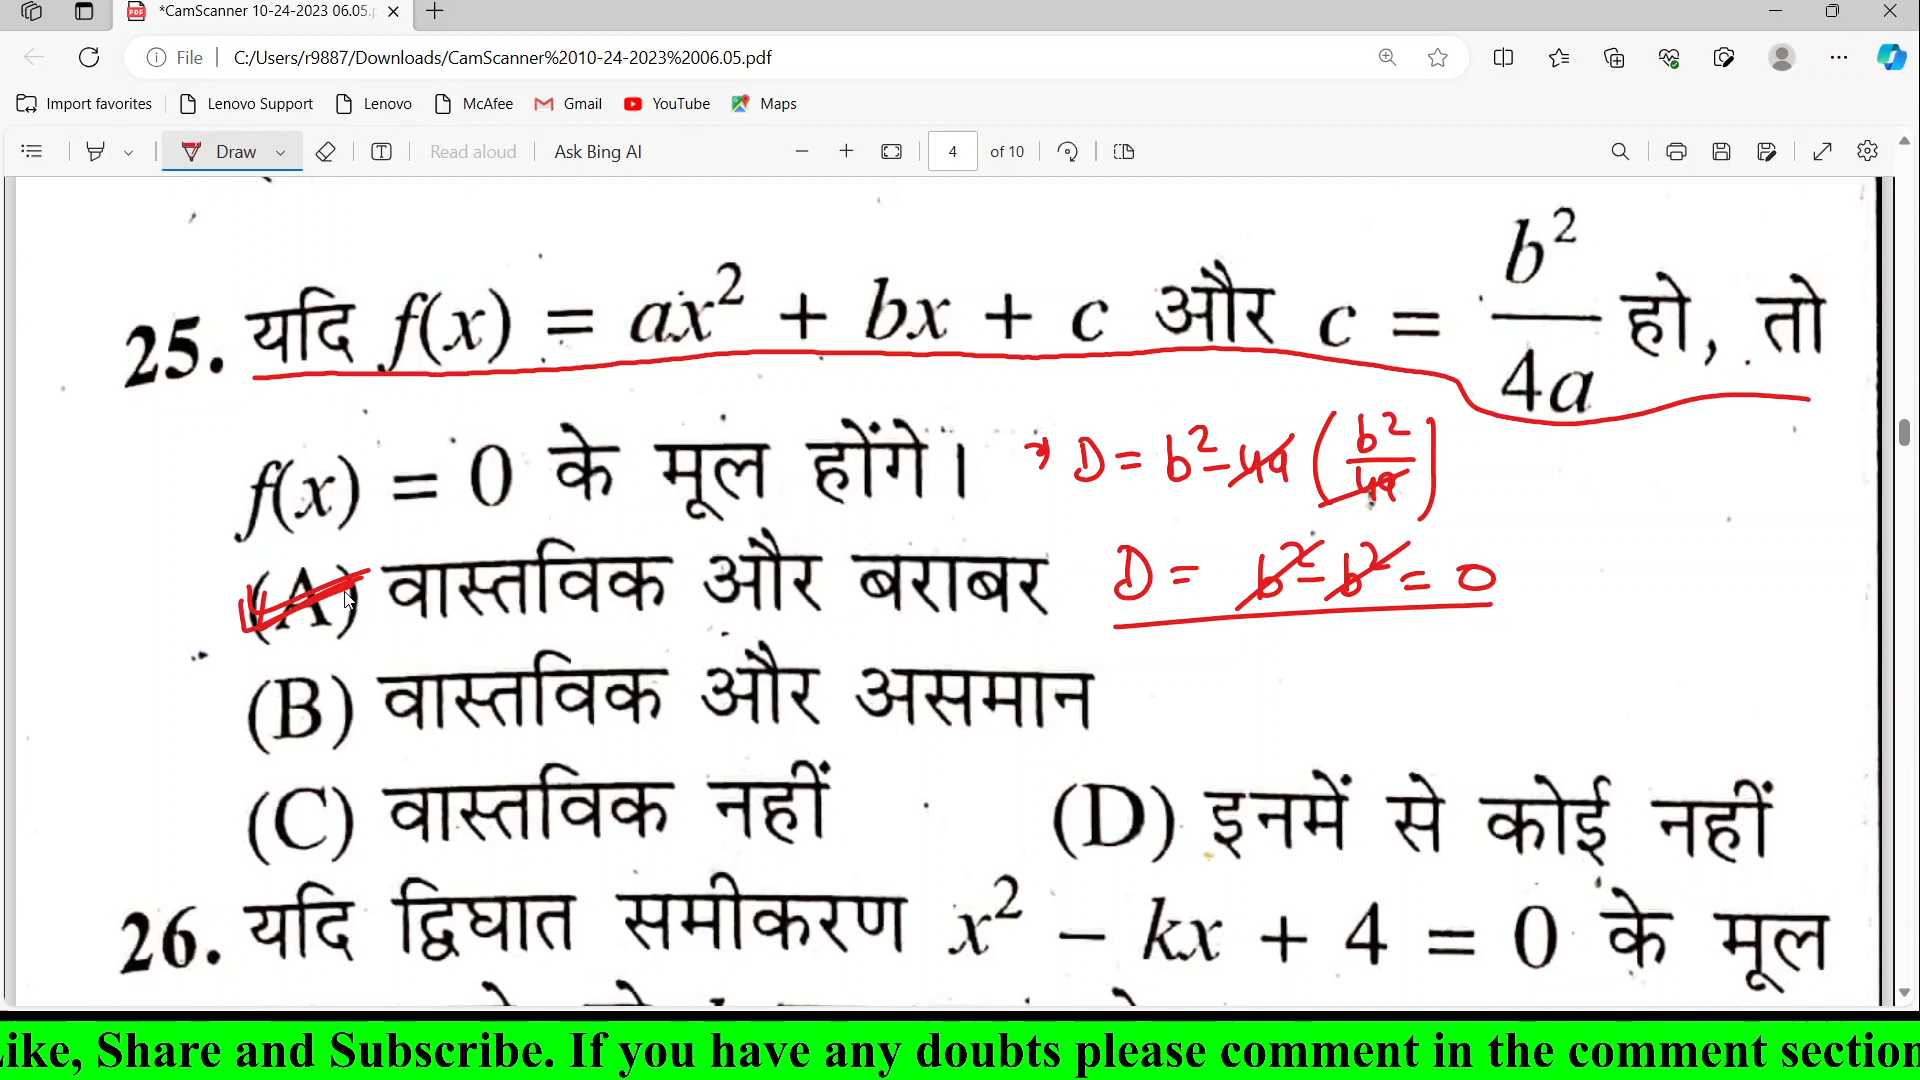 *CamScanner 10-24-2023 06.05.
File C:/Users/r9887/Downloads/CamScanner%2010-24-2023%2006.05.pdf
Import favorites Lenovo Support Lenovo McAfee Gmail YouTube Maps
Draw Read aloud Ask Bing AI 4 of 10
25. यदि f(x) = ax² + bx + c और c = b²/4a हो, तो
f(x) = 0 के मूल होंगे।
⇒ D = b² - 4a (b²/4a)
(A) वास्तविक और बराबर
D = b² - b² = 0
(B) वास्तविक और असमान
(C) वास्तविक नहीं (D) इनमें से कोई नहीं
26. यदि द्विघात समीकरण x² – kx + 4 = 0 के मूल
ike, Share and Subscribe. If you have any doubts please comment in the comment section